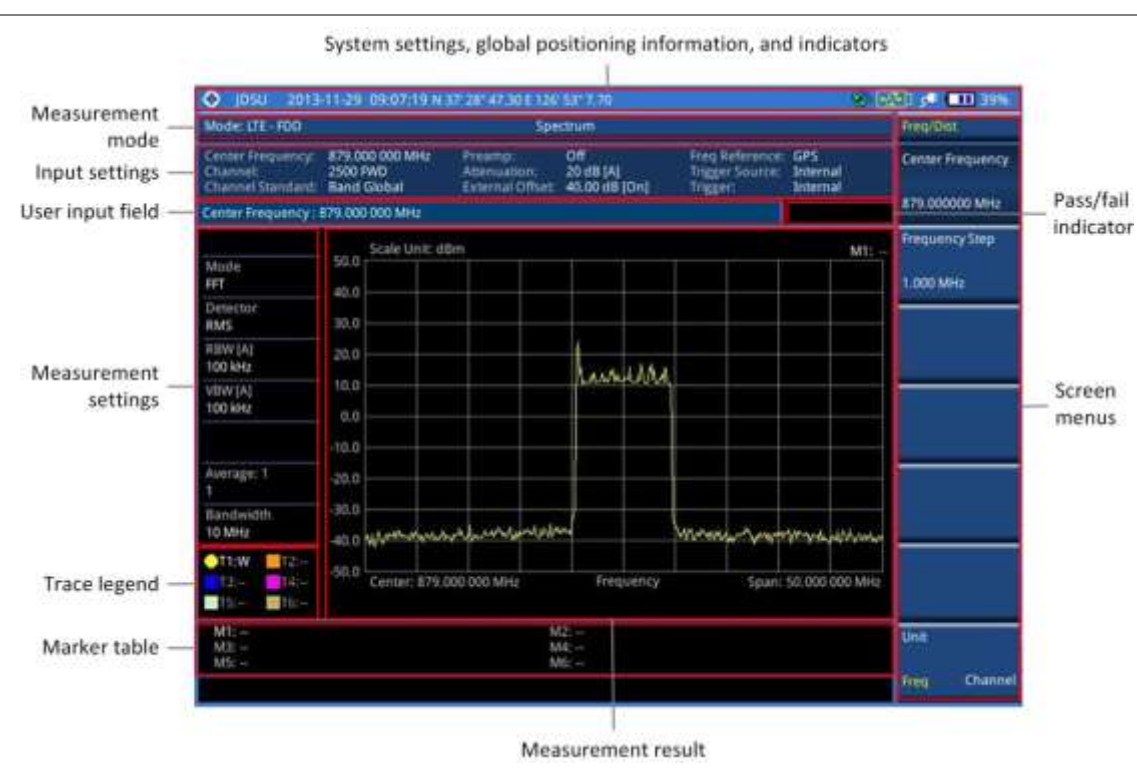 System settings, global positioning information, and indicators
JDSU 2013-11-29 09:07:19 N 37° 28" 47.30 E 126° 53" 7.70
39%
Measurement mode
Mode: LTE - FDD
Spectrum
Freq/Dist
Input settings
Center Frequency: 879.000 000 MHz Preamp: Off Freq Reference: GPS
Channel: 2500 FWD Attenuation: 20 dB [A] Trigger Source: Internal
Channel Standard: Band Global External Offset: 40.00 dB [On] Trigger: Internal
Center Frequency
879.000000 MHz
User input field
Center Frequency : 879.000 000 MHz
Pass/fail indicator
Frequency Step
1.000 MHz
Measurement settings
Mode
FFT
Detector
RMS
RBW [A]
100 kHz
VBW [A]
100 kHz
Average: 1
1
Bandwidth
10 MHz
Scale Unit: dBm
M1: --
50.0
40.0
30.0
20.0
10.0
0.0
-10.0
-20.0
-30.0
-40.0
-50.0
Center: 879.000 000 MHz Frequency Span: 50.000 000 MHz
Screen menus
Trace legend
T1:W T2:--
T3:-- T4:--
T5:-- T6:--
Marker table
M1: -- M2: --
M3: -- M4: --
M5: -- M6: --
Unit
Freq Channel
Measurement result